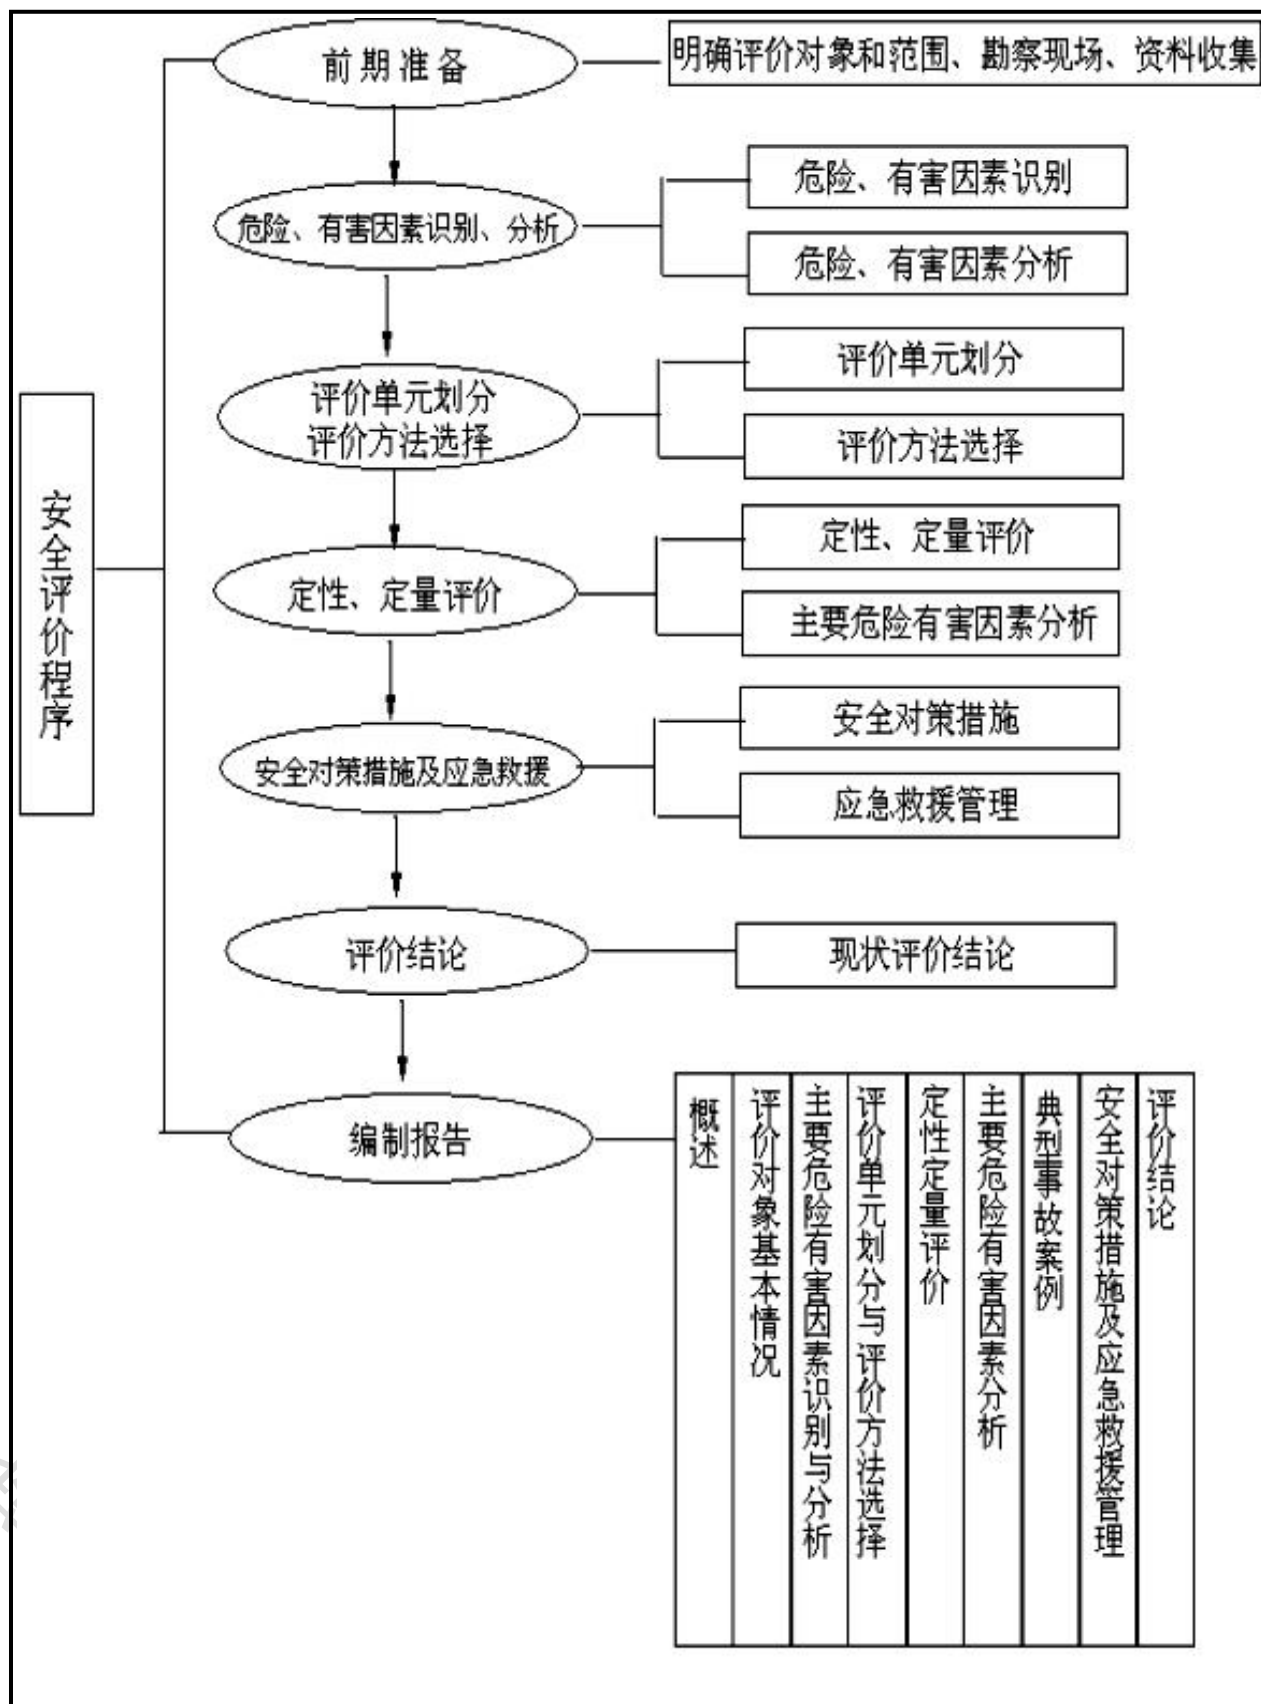 安全评价程序
前期准备
明确评价对象和范围、勘察现场、资料收集
危险、有害因素识别、分析
危险、有害因素识别
危险、有害因素分析
评价单元划分
评价方法选择
评价单元划分
评价方法选择
定性、定量评价
定性、定量评价
主要危险有害因素分析
安全对策措施及应急救援
安全对策措施
应急救援管理
评价结论
现状评价结论
编制报告
概述
评价对象基本情况
主要危险有害因素识别与分析
评价单元划分与评价方法选择
定性定量评价
主要危险有害因素分析
典型事故案例
安全对策措施及应急救援管理
评价结论